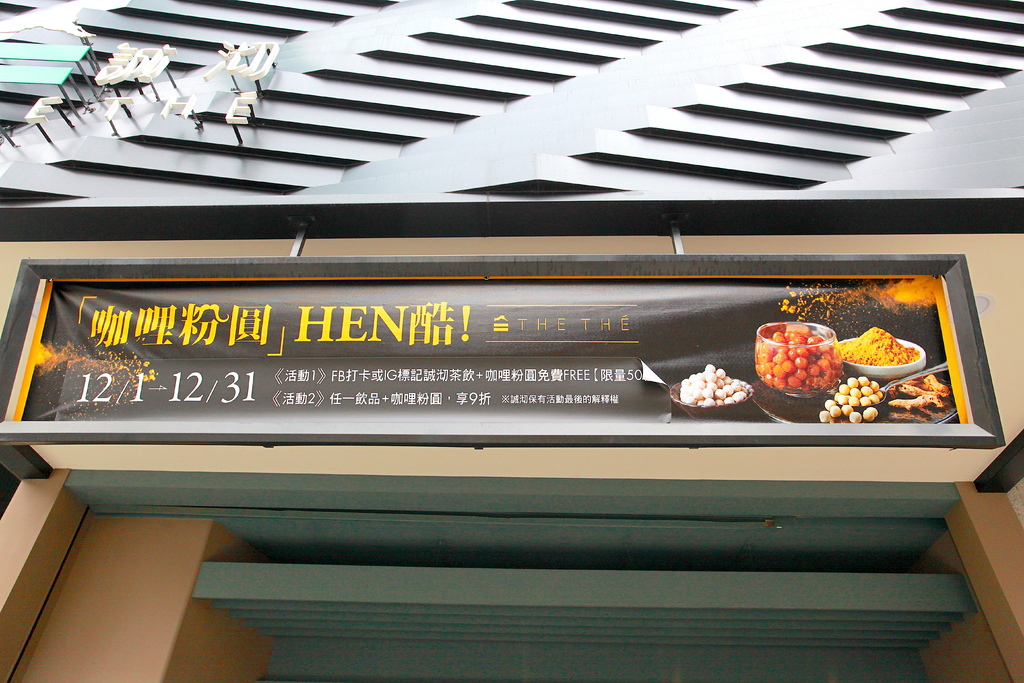 誠沏
E THE
「咖哩粉圓」HEN酷!
THE THÉ
12/1→12/31
《活動1》FB打卡或IG標記誠沏茶飲+咖哩粉圓免費FREE【限量50
《活動2》任一飲品+咖哩粉圓,享9折 ※誠沏保有活動最後的解釋權